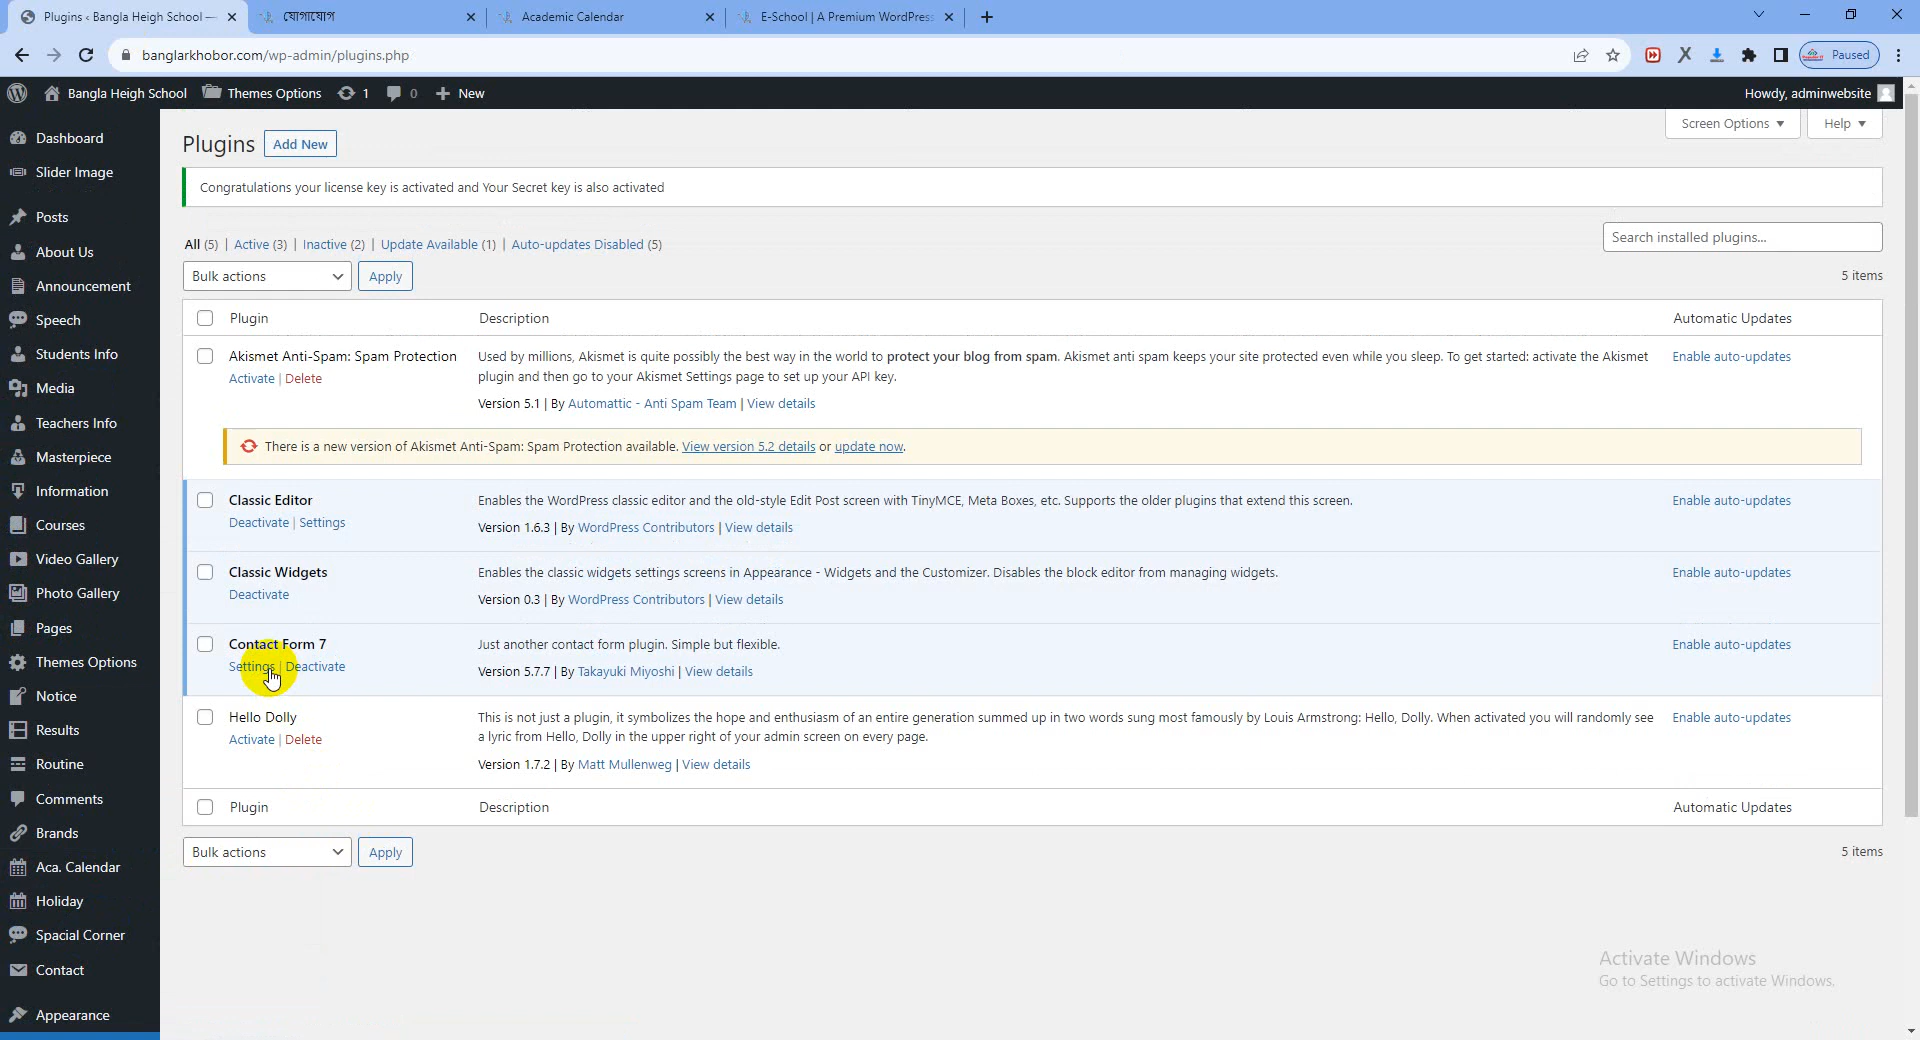 Plugins ‹ Bangla Heigh School —
যোগাযোগ
Academic Calendar
E-School | A Premium WordPress
banglarkhobor.com/wp-admin/plugins.php
Paused
Bangla Heigh School
Themes Options
1
0
New
Howdy, adminwebsite
Dashboard
Slider Image
Posts
About Us
Announcement
Speech
Students Info
Media
Teachers Info
Masterpiece
Information
Courses
Video Gallery
Photo Gallery
Pages
Themes Options
Notice
Results
Routine
Comments
Brands
Aca. Calendar
Holiday
Spacial Corner
Contact
Appearance
Screen Options
Help
Plugins
Add New
Congratulations your license key is activated and Your Secret key is also activated
All (5) | Active (3) | Inactive (2) | Update Available (1) | Auto-updates Disabled (5)
Search installed plugins...
Bulk actions
Apply
5 items
Plugin
Description
Automatic Updates
Akismet Anti-Spam: Spam Protection
Activate | Delete
Used by millions, Akismet is quite possibly the best way in the world to protect your blog from spam. Akismet anti spam keeps your site protected even while you sleep. To get started: activate the Akismet
plugin and then go to your Akismet Settings page to set up your API key.
Version 5.1 | By Automattic - Anti Spam Team | View details
Enable auto-updates
There is a new version of Akismet Anti-Spam: Spam Protection available. View version 5.2 details or update now.
Classic Editor
Deactivate | Settings
Enables the WordPress classic editor and the old-style Edit Post screen with TinyMCE, Meta Boxes, etc. Supports the older plugins that extend this screen.
Version 1.6.3 | By WordPress Contributors | View details
Enable auto-updates
Classic Widgets
Deactivate
Enables the classic widgets settings screens in Appearance - Widgets and the Customizer. Disables the block editor from managing widgets.
Version 0.3 | By WordPress Contributors | View details
Enable auto-updates
Contact Form 7
Settings | Deactivate
Just another contact form plugin. Simple but flexible.
Version 5.7.7 | By Takayuki Miyoshi | View details
Enable auto-updates
Hello Dolly
Activate | Delete
This is not just a plugin, it symbolizes the hope and enthusiasm of an entire generation summed up in two words sung most famously by Louis Armstrong: Hello, Dolly. When activated you will randomly see
a lyric from Hello, Dolly in the upper right of your admin screen on every page.
Version 1.7.2 | By Matt Mullenweg | View details
Enable auto-updates
Plugin
Description
Automatic Updates
Bulk actions
Apply
5 items
Activate Windows
Go to Settings to activate Windows.